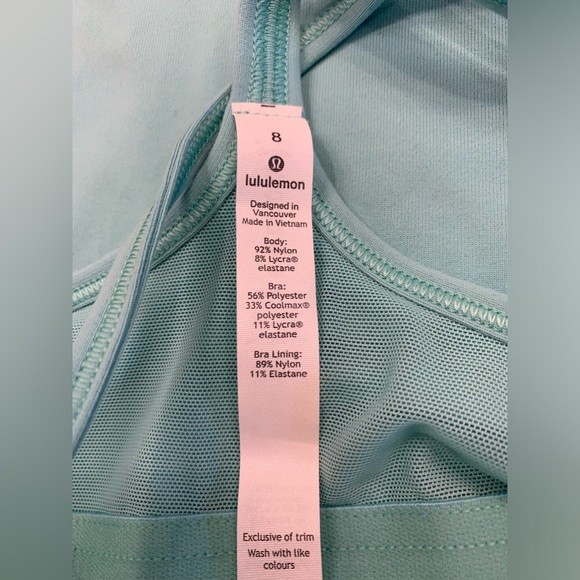 8
lululemon
Designed in
Vancouver
Made in Vietnam
Body:
92% Nylon
8% Lycra®
elastane
Bra:
56% Polyester
33% Coolmax®
polyester
11% Lycra®
elastane
Bra Lining:
89% Nylon
11% Elastane
Exclusive of trim
Wash with like
colours